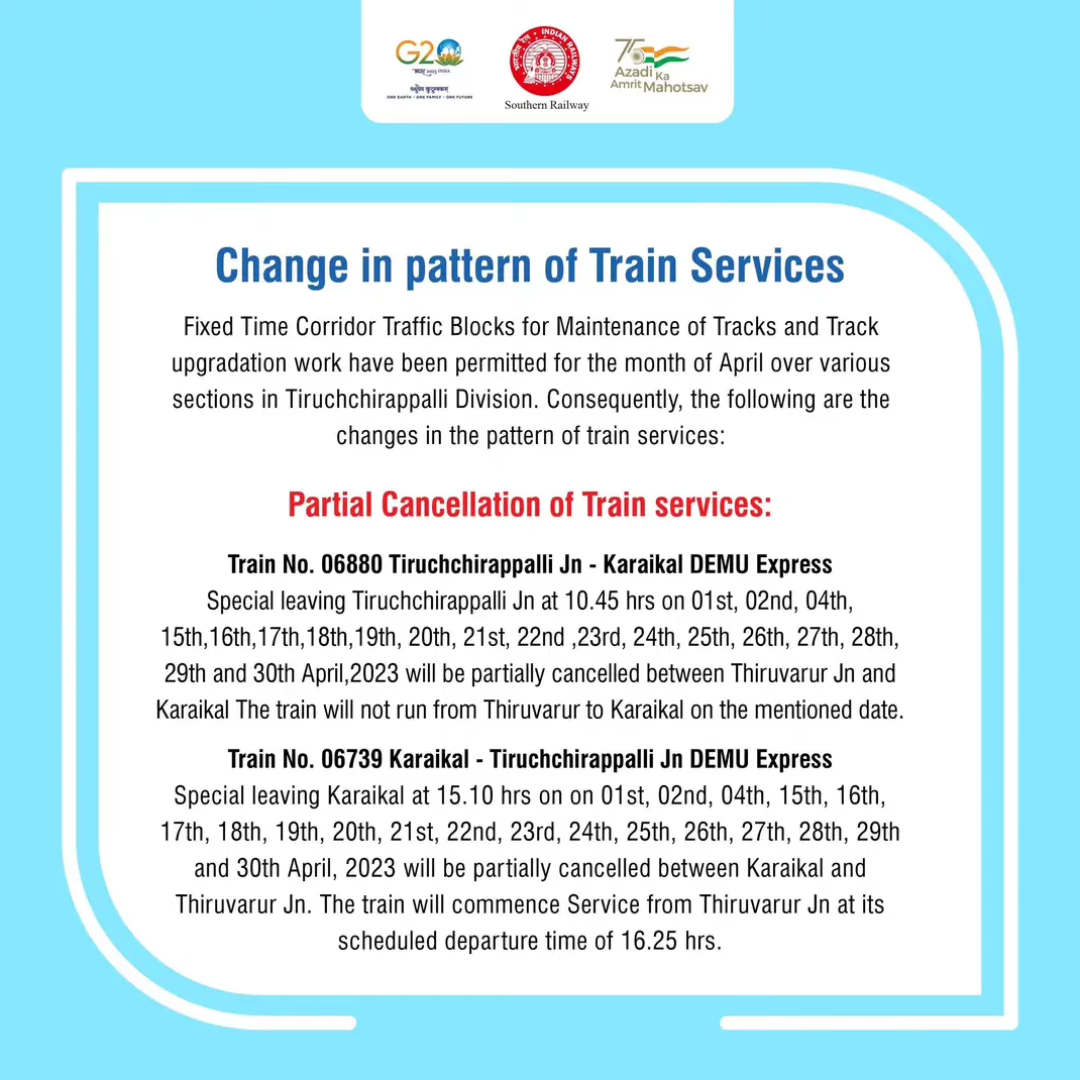 G20
भारत 2023 INDIA
वसुधैव कुटुम्बकम्
ONE EARTH • ONE FAMILY • ONE FUTURE
भारतीय रेल • INDIAN RAILWAYS
Southern Railway
75
Azadi Ka
Amrit Mahotsav
Change in pattern of Train Services
Fixed Time Corridor Traffic Blocks for Maintenance of Tracks and Track
upgradation work have been permitted for the month of April over various
sections in Tiruchchirappalli Division. Consequently, the following are the
changes in the pattern of train services:
Partial Cancellation of Train services:
Train No. 06880 Tiruchchirappalli Jn - Karaikal DEMU Express
Special leaving Tiruchchirappalli Jn at 10.45 hrs on 01st, 02nd, 04th,
15th,16th,17th,18th,19th, 20th, 21st, 22nd ,23rd, 24th, 25th, 26th, 27th, 28th,
29th and 30th April,2023 will be partially cancelled between Thiruvarur Jn and
Karaikal The train will not run from Thiruvarur to Karaikal on the mentioned date.
Train No. 06739 Karaikal - Tiruchchirappalli Jn DEMU Express
Special leaving Karaikal at 15.10 hrs on on 01st, 02nd, 04th, 15th, 16th,
17th, 18th, 19th, 20th, 21st, 22nd, 23rd, 24th, 25th, 26th, 27th, 28th, 29th
and 30th April, 2023 will be partially cancelled between Karaikal and
Thiruvarur Jn. The train will commence Service from Thiruvarur Jn at its
scheduled departure time of 16.25 hrs.